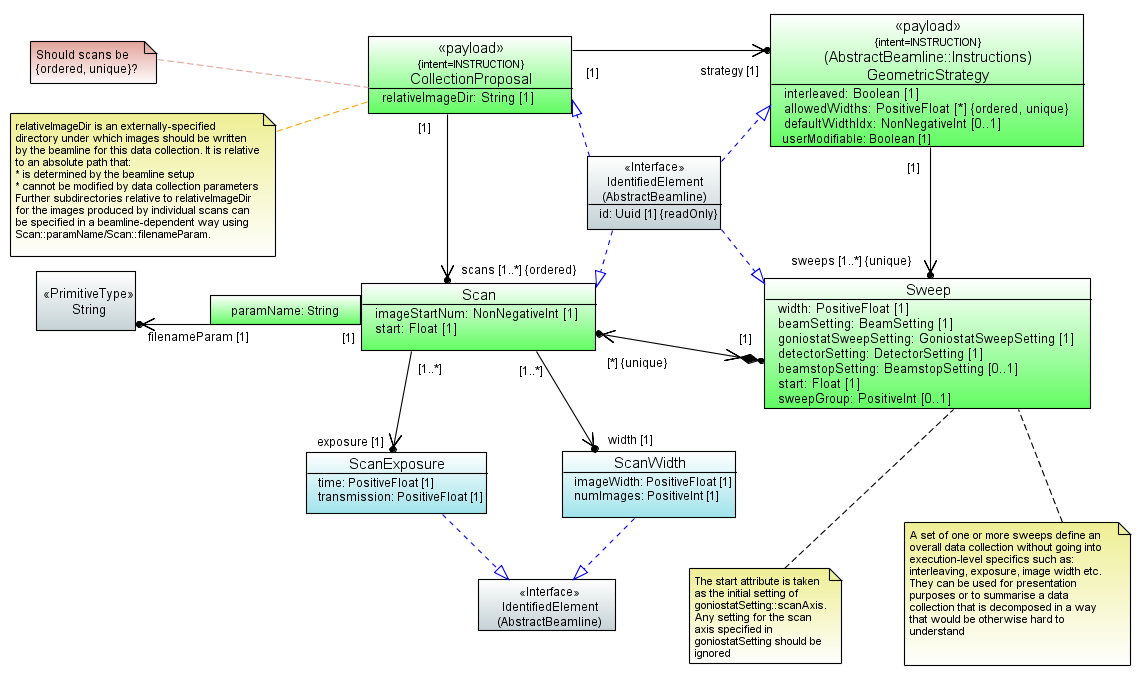 Should scans be
{ordered, unique}?
«payload»
{intent=INSTRUCTION}
CollectionProposal
relativeImageDir: String [1]
[1]
strategy [1]
«payload»
{intent=INSTRUCTION}
(AbstractBeamline::Instructions)
GeometricStrategy
interleaved: Boolean [1]
allowedWidths: PositiveFloat [*] {ordered, unique}
defaultWidthIdx: NonNegativeInt [0..1]
userModifiable: Boolean [1]
relativeImageDir is an externally-specified
directory under which images should be written
by the beamline for this data collection. It is relative
to an absolute path that:
* is determined by the beamline setup
* cannot be modified by data collection parameters
Further subdirectories relative to relativeImageDir
for the images produced by individual scans can
be specified in a beamline-dependent way using
Scan::paramName/Scan::filenameParam.
[1]
«Interface»
IdentifiedElement
(AbstractBeamline)
id: Uuid [1] {readOnly}
[1]
scans [1..*] {ordered}
sweeps [1..*] {unique}
«PrimitiveType»
String
filenameParam [1]
paramName: String
[1]
Scan
imageStartNum: NonNegativeInt [1]
start: Float [1]
[*] {unique}
[1]
Sweep
width: PositiveFloat [1]
beamSetting: BeamSetting [1]
goniostatSweepSetting: GoniostatSweepSetting [1]
detectorSetting: DetectorSetting [1]
beamstopSetting: BeamstopSetting [0..1]
start: Float [1]
sweepGroup: PositiveInt [0..1]
[1..*]
[1..*]
exposure [1]
width [1]
ScanExposure
time: PositiveFloat [1]
transmission: PositiveFloat [1]
ScanWidth
imageWidth: PositiveFloat [1]
numImages: PositiveInt [1]
«Interface»
IdentifiedElement
(AbstractBeamline)
The start attribute is taken
as the initial setting of
goniostatSetting::scanAxis.
Any setting for the scan
axis specified in
goniostatSetting should be
ignored
A set of one or more sweeps define an
overall data collection without going into
execution-level specifics such as:
interleaving, exposure, image width etc.
They can be used for presentation
purposes or to summarise a data
collection that is decomposed in a way
that would be otherwise hard to
understand